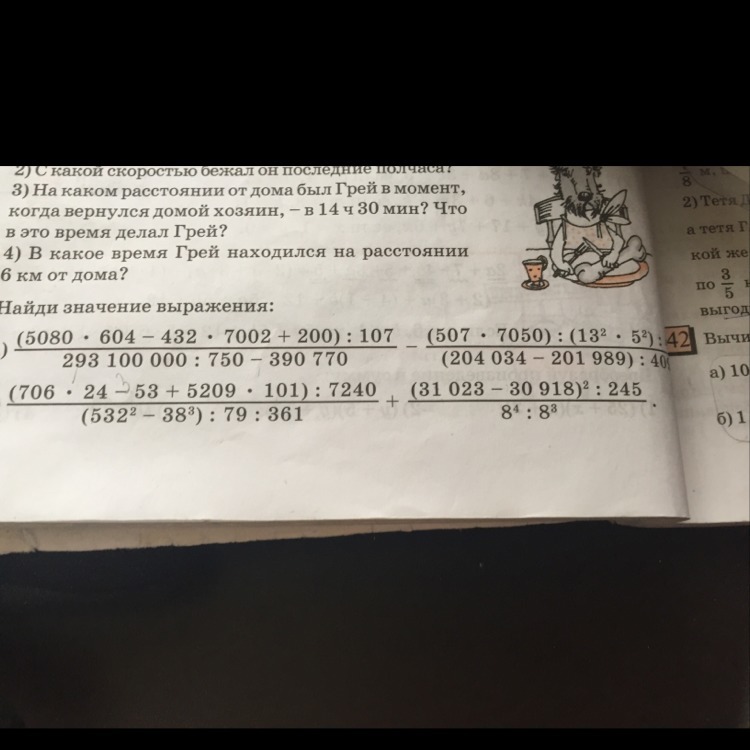 2) С какой скоростью бежал он последние полчаса?
3) На каком расстоянии от дома был Грей в момент,
когда вернулся домой хозяин, – в 14 ч 30 мин? Что
в это время делал Грей?
4) В какое время Грей находился на расстоянии
6 км от дома?
Найди значение выражения:
) (5080 · 604 – 432 · 7002 + 200) : 107 – (507 · 7050) : (13² · 5²) :
293 100 000 : 750 – 390 770 (204 034 – 201 989) : 40
(706 · 24 – 53 + 5209 · 101) : 7240 + (31 023 – 30 918)² : 245 .
(532² – 38³) : 79 : 361 8⁴ : 8³
8 м,
2) Тетя
а тетя
кой же
по 3/5
выгод
42 Вычи
а) 10
б) 1